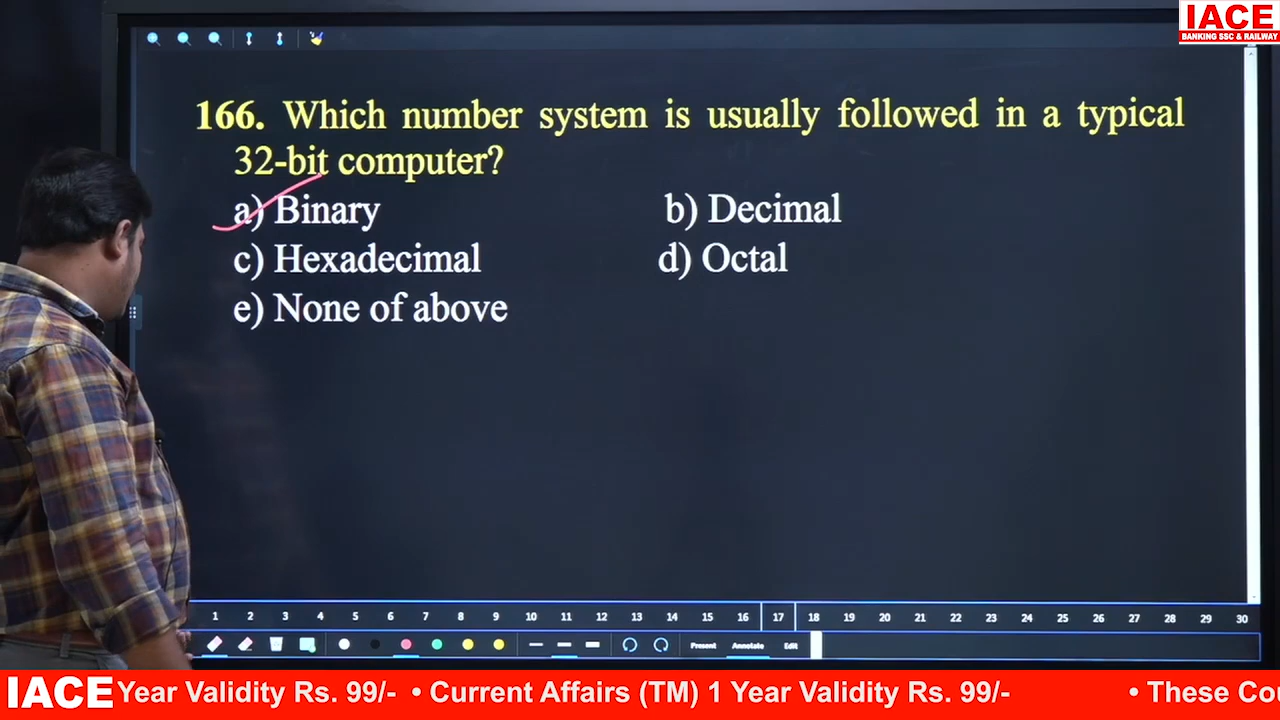 IACE
BANKING SSC & RAILWAY
166. Which number system is usually followed in a typical
32-bit computer?
a) Binary
b) Decimal
c) Hexadecimal
d) Octal
e) None of above
1 2 3 4 5 6 7 8 9 10 11 12 13 14 15 16 17 18 19 20 21 22 23 24 25 26 27 28 29 30
Present Annotate Edit
IACE Year Validity Rs. 99/- • Current Affairs (TM) 1 Year Validity Rs. 99/- • These Cou